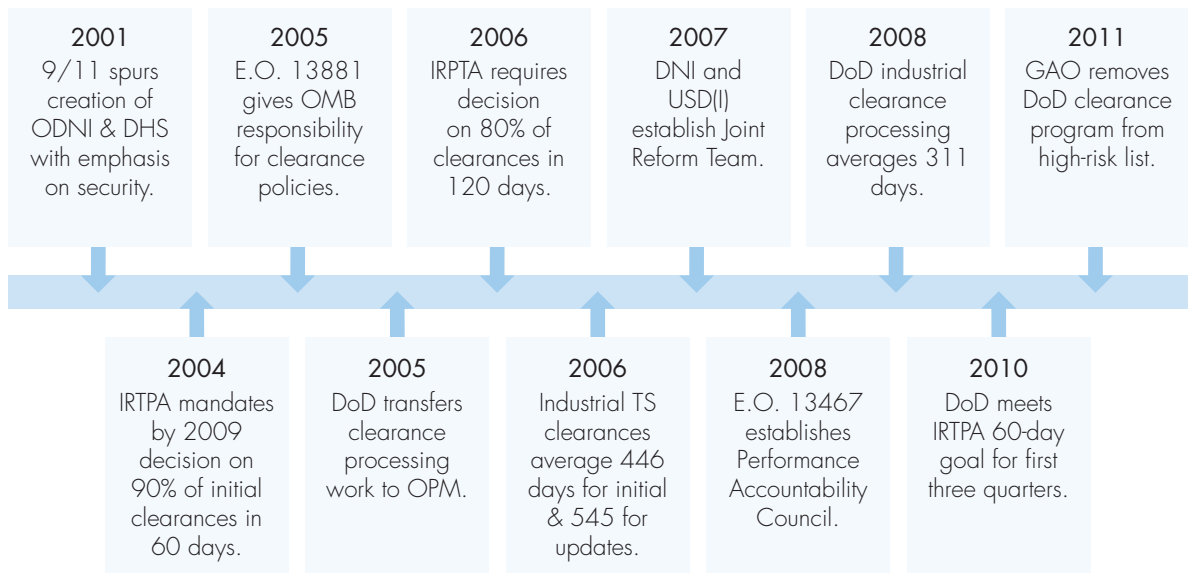 2001
9/11 spurs
creation of
ODNI & DHS
with emphasis
on security.
2005
E.O. 13881
gives OMB
responsibility
for clearance
policies.
2006
IRPTA requires
decision
on 80% of
clearances in
120 days.
2007
DNI and
USD(I)
establish Joint
Reform Team.
2008
DoD industrial
clearance
processing
averages 311
days.
2011
GAO removes
DoD clearance
program from
high-risk list.
2004
IRTPA mandates
by 2009
decision on
90% of initial
clearances in
60 days.
2005
DoD transfers
clearance
processing
work to OPM.
2006
Industrial TS
clearances
average 446
days for initial
& 545 for
updates.
2008
E.O. 13467
establishes
Performance
Accountability
Council.
2010
DoD meets
IRTPA 60-day
goal for first
three quarters.